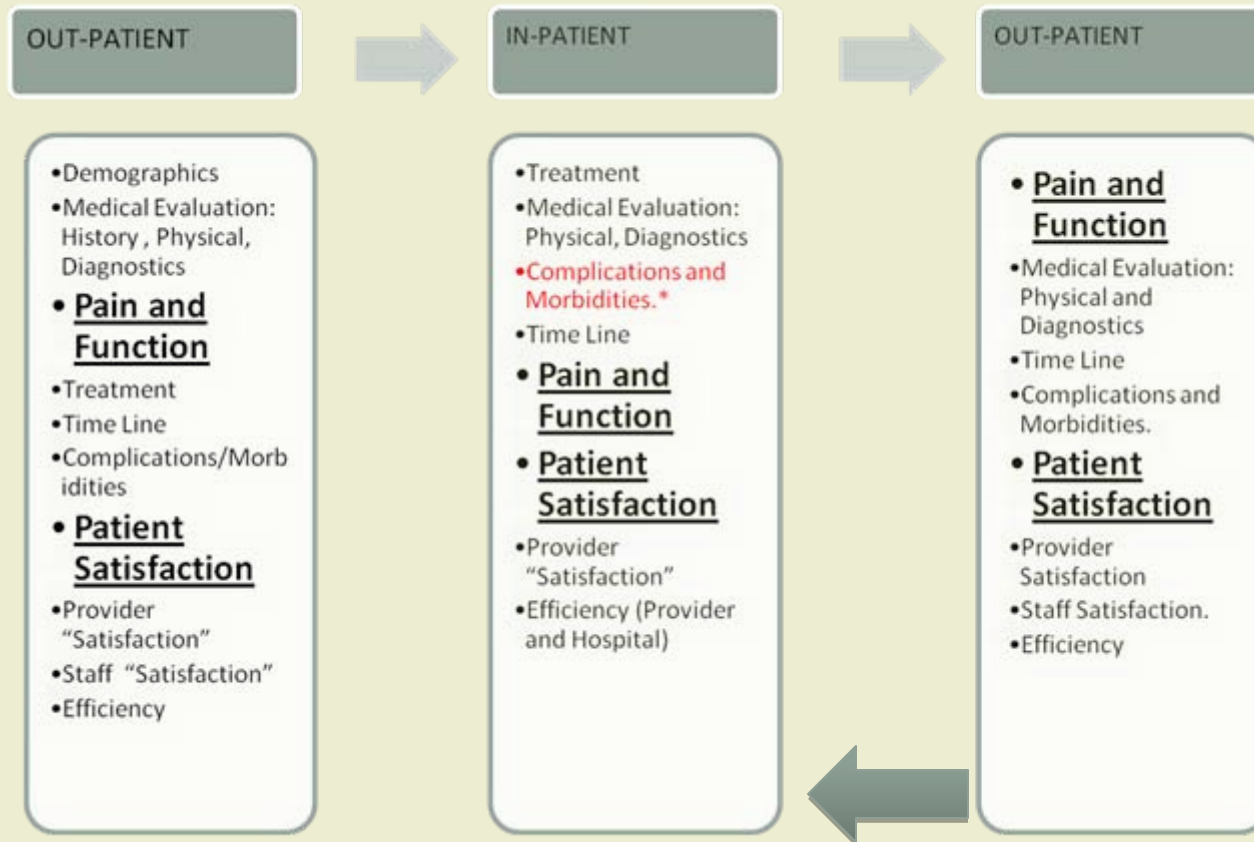 OUT-PATIENT
IN-PATIENT
OUT-PATIENT
•Demographics
•Medical Evaluation:
History , Physical,
Diagnostics
• Pain and
Function
•Treatment
•Time Line
•Complications/Morb
idities
• Patient
Satisfaction
•Provider
“Satisfaction”
•Staff “Satisfaction”
•Efficiency
•Treatment
•Medical Evaluation:
Physical, Diagnostics
•Complications and
Morbidities.*
•Time Line
• Pain and
Function
• Patient
Satisfaction
•Provider
“Satisfaction”
•Efficiency (Provider
and Hospital)
• Pain and
Function
•Medical Evaluation:
Physical and
Diagnostics
•Time Line
•Complications and
Morbidities.
• Patient
Satisfaction
•Provider
Satisfaction
•Staff Satisfaction.
•Efficiency